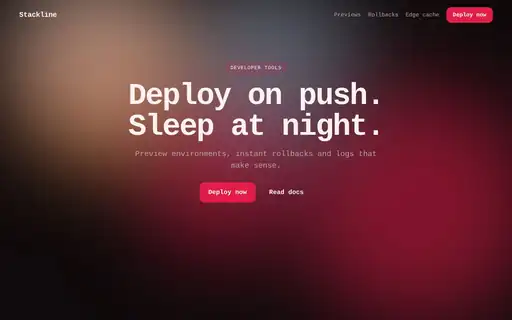 Stackline
Previews Rollbacks Edge cache Deploy now
DEVELOPER TOOLS
Deploy on push.
Sleep at night.
Preview environments, instant rollbacks and logs that
make sense.
Deploy now Read docs